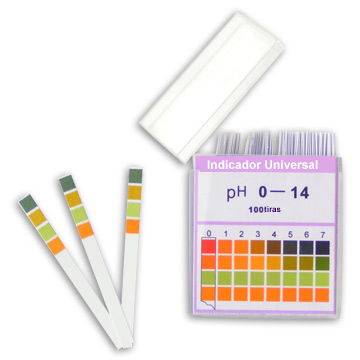 Indicador Universal
pH 0—14
100tiras
0 1 2 3 4 5 6 7